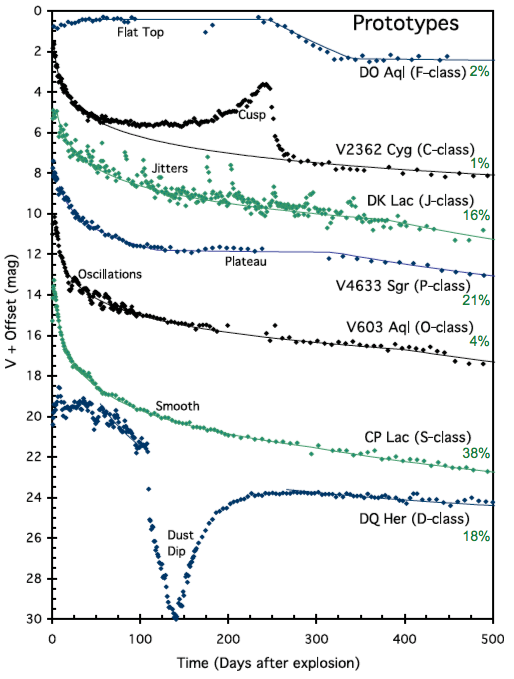 Prototypes
0
2
4
6
8
10
12
14
16
18
20
22
24
26
28
30
V + Offset (mag)
Flat Top
DO Aql (F-class) 2%
Cusp
V2362 Cyg (C-class)
1%
Jitters
DK Lac (J-class)
16%
Plateau
V4633 Sgr (P-class)
21%
Oscillations
V603 Aql (O-class)
4%
Smooth
CP Lac (S-class)
38%
DQ Her (D-class)
18%
Dust
Dip
0 100 200 300 400 500
Time (Days after explosion)